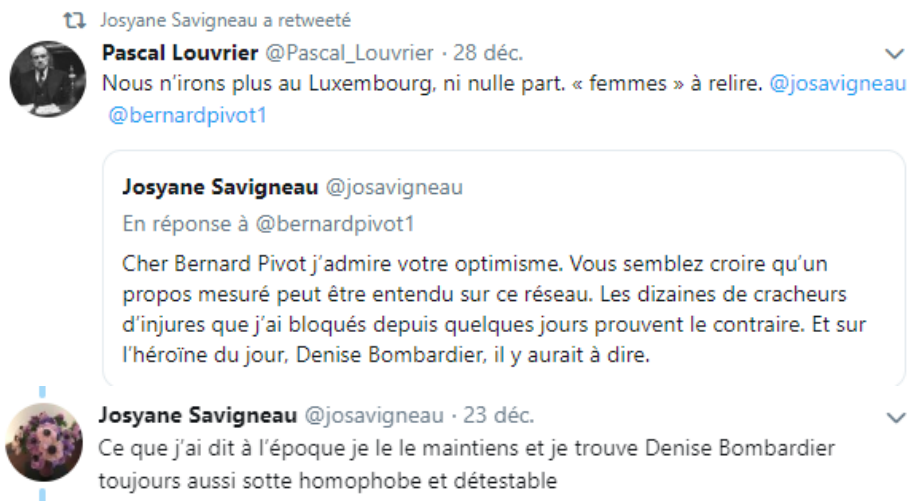 Josyane Savigneau a retweeté
Pascal Louvrier @Pascal_Louvrier · 28 déc.
Nous n'irons plus au Luxembourg, ni nulle part. « femmes » à relire. @josavigneau
@bernardpivot1
Josyane Savigneau @josavigneau
En réponse à @bernardpivot1
Cher Bernard Pivot j'admire votre optimisme. Vous semblez croire qu'un
propos mesuré peut être entendu sur ce réseau. Les dizaines de cracheurs
d'injures que j'ai bloqués depuis quelques jours prouvent le contraire. Et sur
l'héroïne du jour, Denise Bombardier, il y aurait à dire.
Josyane Savigneau @josavigneau · 23 déc.
Ce que j'ai dit à l'époque je le le maintiens et je trouve Denise Bombardier
toujours aussi sotte homophobe et détestable